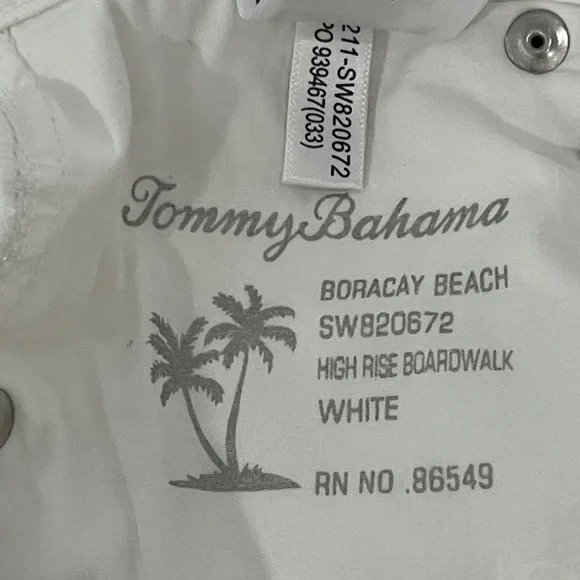 211-SW820672
PO 939467(033)
Tommy Bahama
BORACAY BEACH
SW820672
HIGH RISE BOARDWALK
WHITE
RN NO .86549